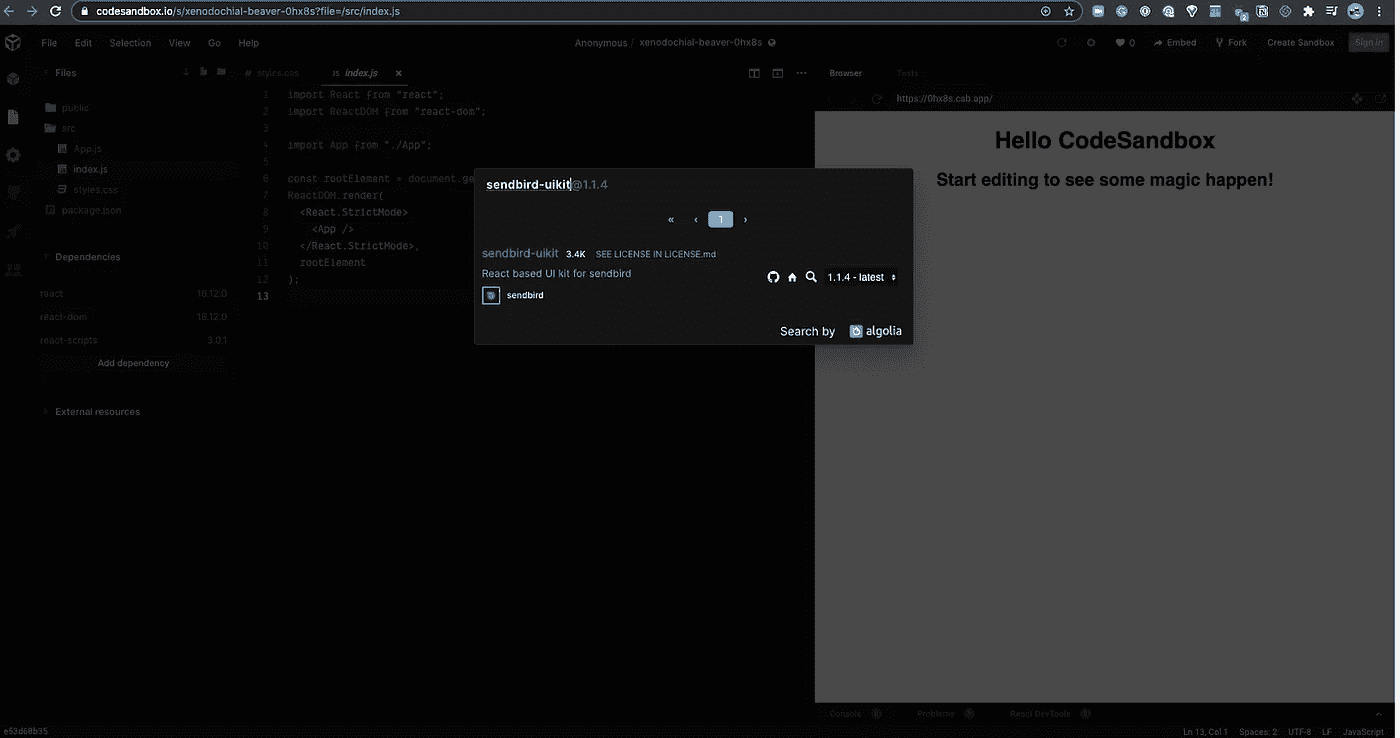 codesandbox.io/s/xenodochial-beaver-0hx8s?file=/src/index.js
File Edit Selection View Go Help
Anonymous / xenodochial-beaver-0hx8s
0 Embed Fork Create Sandbox Sign in
Files
public
src
App.js
index.js
styles.css
package.json
Dependencies
react 16.12.0
react-dom 16.12.0
react-scripts 3.0.1
Add dependency
External resources
# styles.css JS index.js ×
1 import React from "react";
2 import ReactDOM from "react-dom";
3
4 import App from "./App";
5
6 const rootElement = document.ge
7 ReactDOM.render(
8 <React.StrictMode>
9 <App />
10 </React.StrictMode>,
11 rootElement
12 );
13
sendbird-uikit@1.1.4
« ‹ 1 ›
sendbird-uikit 3.4K SEE LICENSE IN LICENSE.md
React based UI kit for sendbird
1.1.4 - latest
sendbird
Search by algolia
Browser Tests
https://0hx8s.csb.app/
Hello CodeSandbox
Start editing to see some magic happen!
Console 0 Problems 0 React DevTools 0
e53d60b35
Ln 13, Col 1 Spaces: 2 UTF-8 LF JavaScript